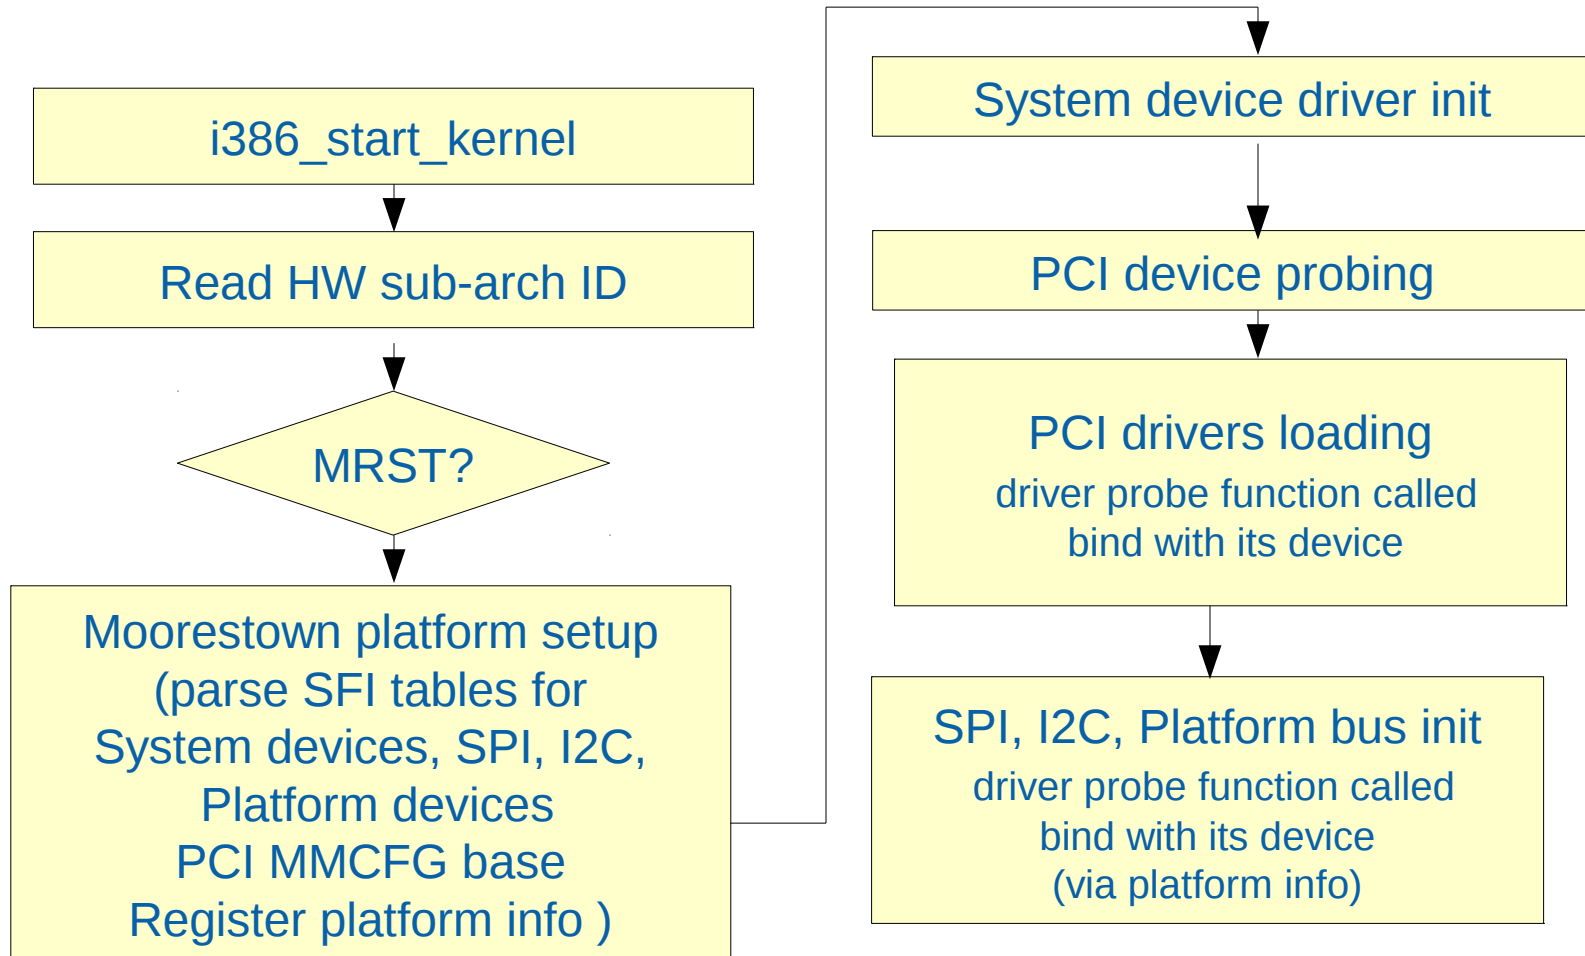 i386_start_kernel
Read HW sub-arch ID
MRST?
Moorestown platform setup
(parse SFI tables for
System devices, SPI, I2C,
Platform devices
PCI MMCFG base
Register platform info )
System device driver init
PCI device probing
PCI drivers loading
driver probe function called
bind with its device
SPI, I2C, Platform bus init
driver probe function called
bind with its device
(via platform info)